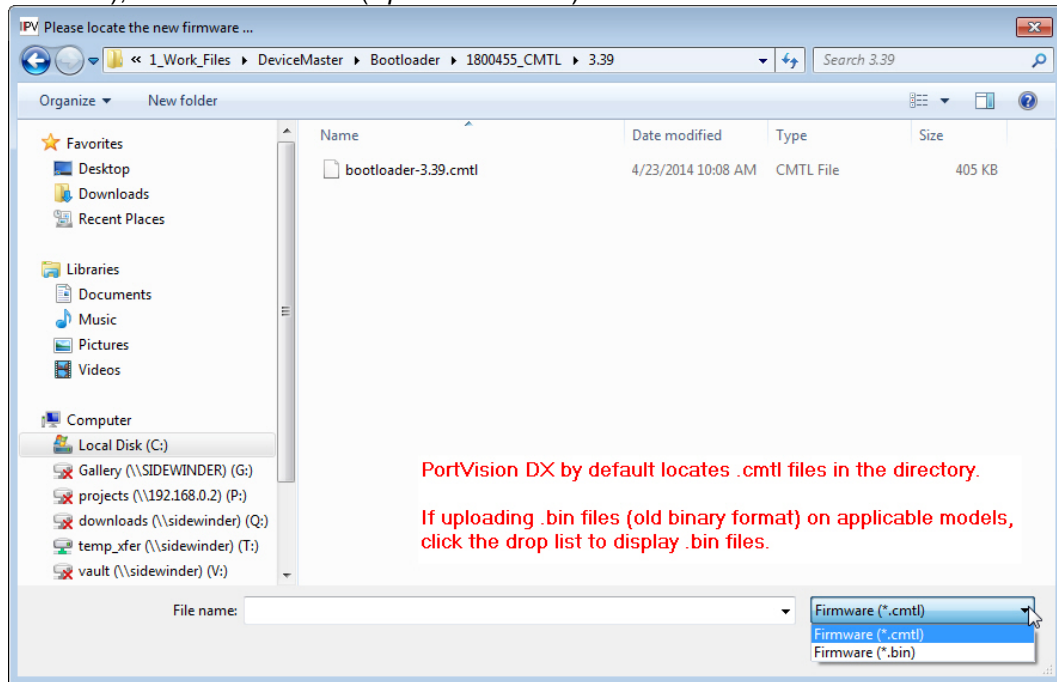 IPV Please locate the new firmware ...
« 1_Work_Files ▸ DeviceMaster ▸ Bootloader ▸ 1800455_CMTL ▸ 3.39
Search 3.39
Organize ▾ New folder
Name Date modified Type Size
bootloader-3.39.cmtl 4/23/2014 10:08 AM CMTL File 405 KB
Favorites
Desktop
Downloads
Recent Places
Libraries
Documents
Music
Pictures
Videos
Computer
Local Disk (C:)
Gallery (\\SIDEWINDER) (G:)
projects (\\192.168.0.2) (P:)
downloads (\\sidewinder) (Q:)
temp_xfer (\\sidewinder) (T:)
vault (\\sidewinder) (V:)
PortVision DX by default locates .cmtl files in the directory.
If uploading .bin files (old binary format) on applicable models,
click the drop list to display .bin files.
File name:
Firmware (*.cmtl)
Firmware (*.cmtl)
Firmware (*.bin)